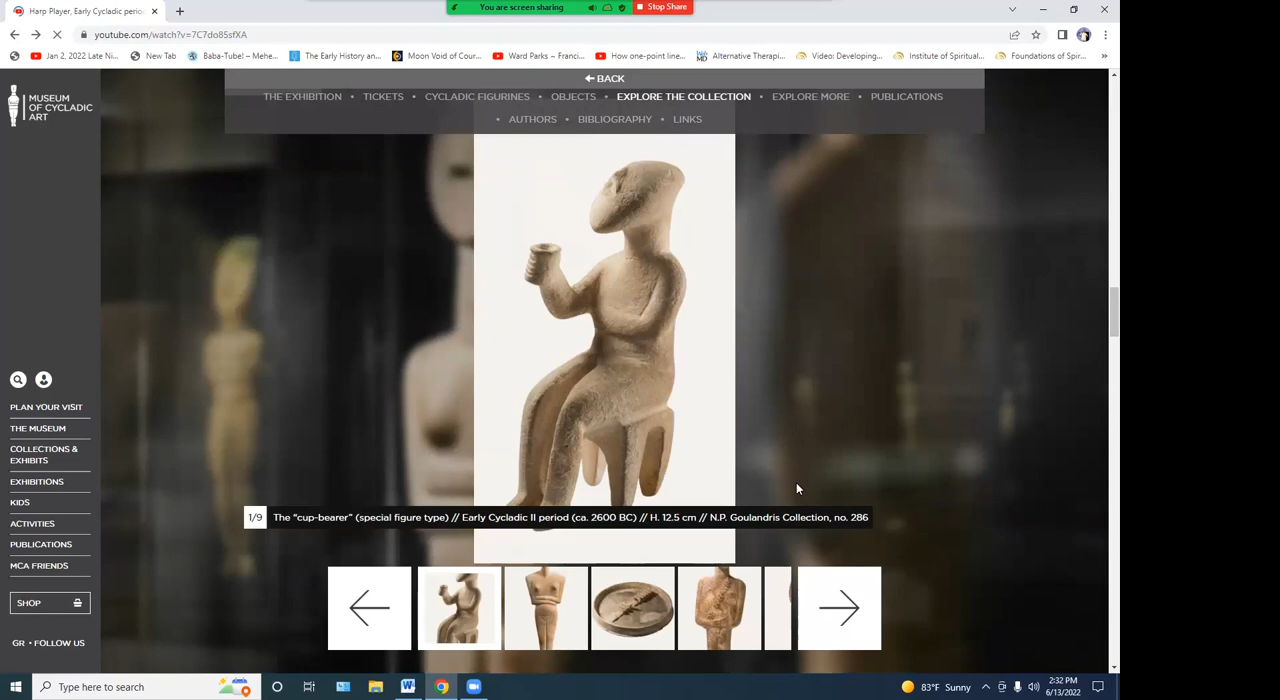 Harp Player, Early Cycladic perio
You are screen sharing
Stop Share
youtube.com/watch?v=7C7do85sfXA
Jan 2, 2022 Late Ni...
New Tab
Baba-Tube! – Mehe...
The Early History an...
Moon Void of Cour...
Ward Parks – Franci...
How one-point line...
Alternative Therapi...
Video: Developing...
Institute of Spiritual...
Foundations of Spir...
MUSEUM
OF CYCLADIC
ART
BACK
THE EXHIBITION • TICKETS • CYCLADIC FIGURINES • OBJECTS • EXPLORE THE COLLECTION • EXPLORE MORE • PUBLICATIONS
• AUTHORS • BIBLIOGRAPHY • LINKS
PLAN YOUR VISIT
THE MUSEUM
COLLECTIONS &
EXHIBITS
EXHIBITIONS
KIDS
ACTIVITIES
PUBLICATIONS
MCA FRIENDS
SHOP
GR • FOLLOW US
1/9 The “cup-bearer” (special figure type) // Early Cycladic II period (ca. 2600 BC) // H. 12.5 cm // N.P. Goulandris Collection, no. 286
Type here to search
83°F Sunny
2:32 PM
6/13/2022